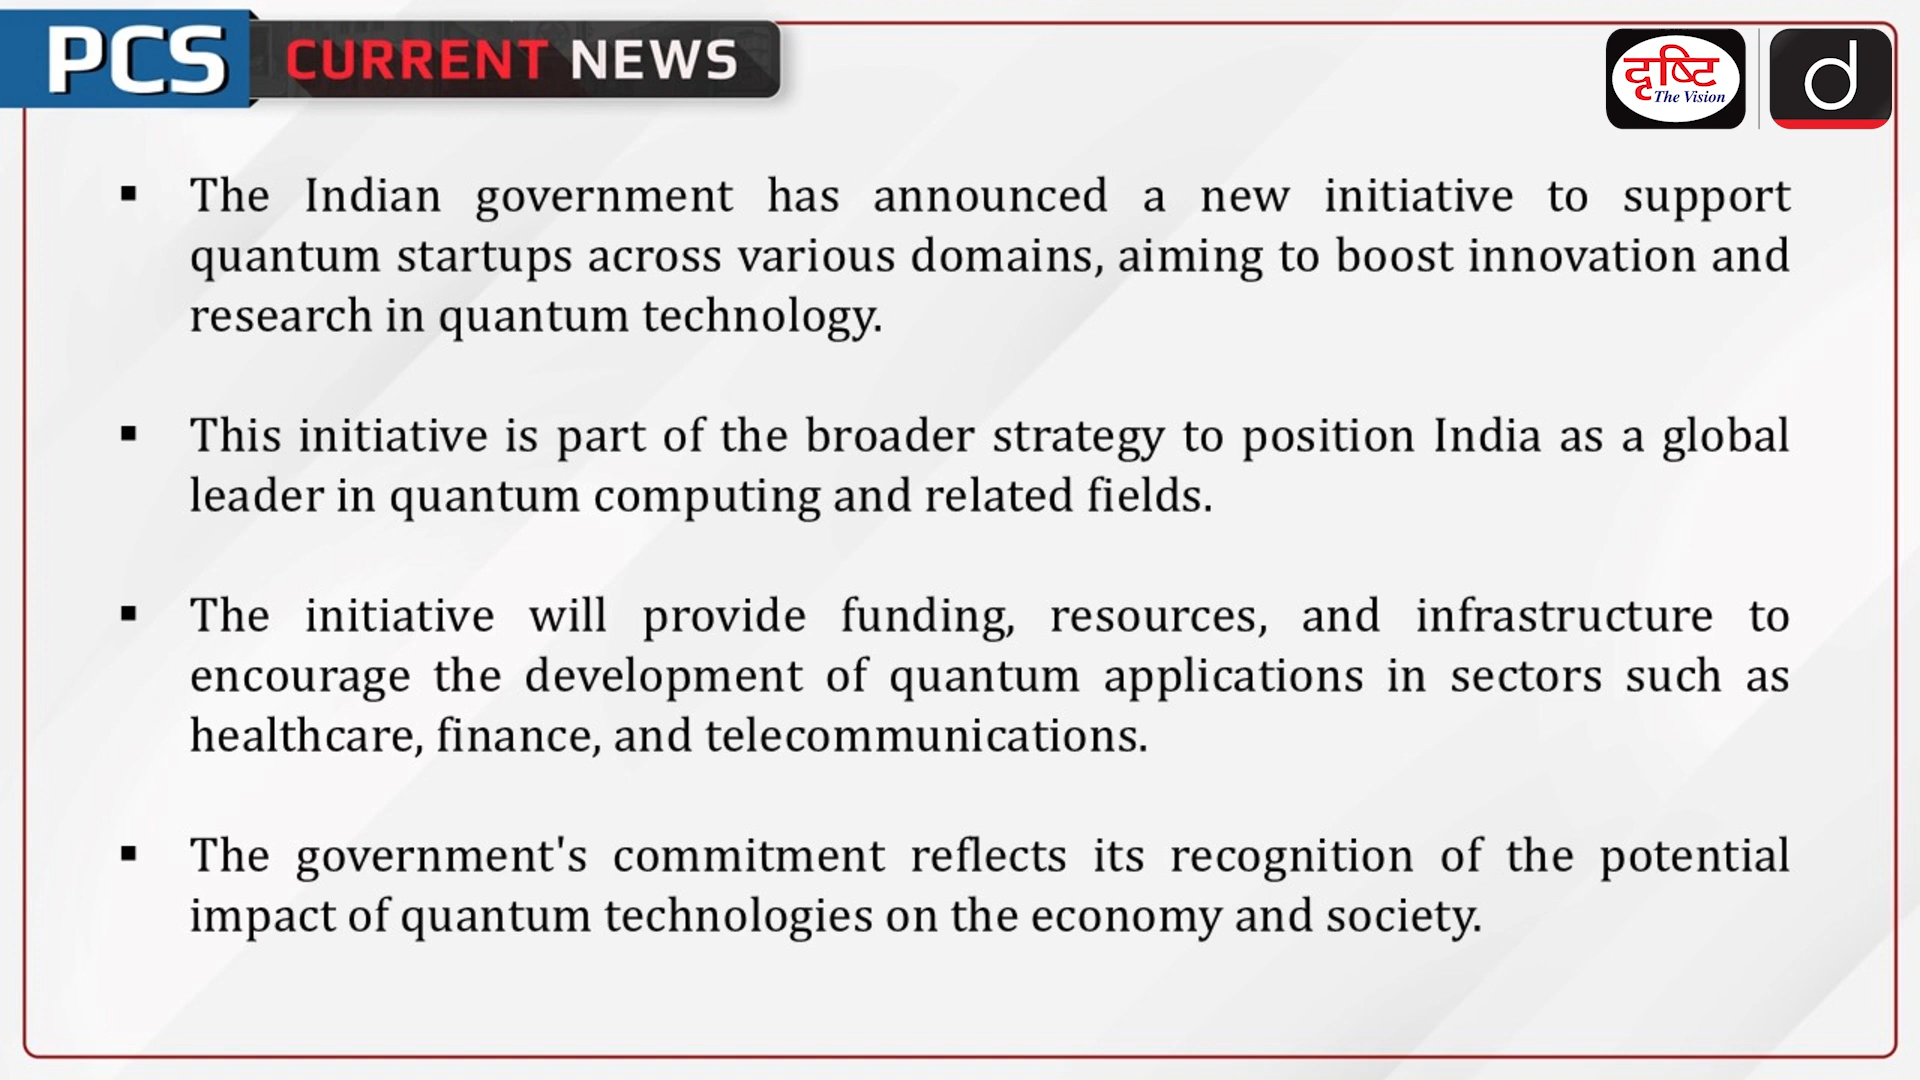 PCS CURRENT NEWS
दृष्टि
The Vision
d
▪ The Indian government has announced a new initiative to support
quantum startups across various domains, aiming to boost innovation and
research in quantum technology.
▪ This initiative is part of the broader strategy to position India as a global
leader in quantum computing and related fields.
▪ The initiative will provide funding, resources, and infrastructure to
encourage the development of quantum applications in sectors such as
healthcare, finance, and telecommunications.
▪ The government's commitment reflects its recognition of the potential
impact of quantum technologies on the economy and society.